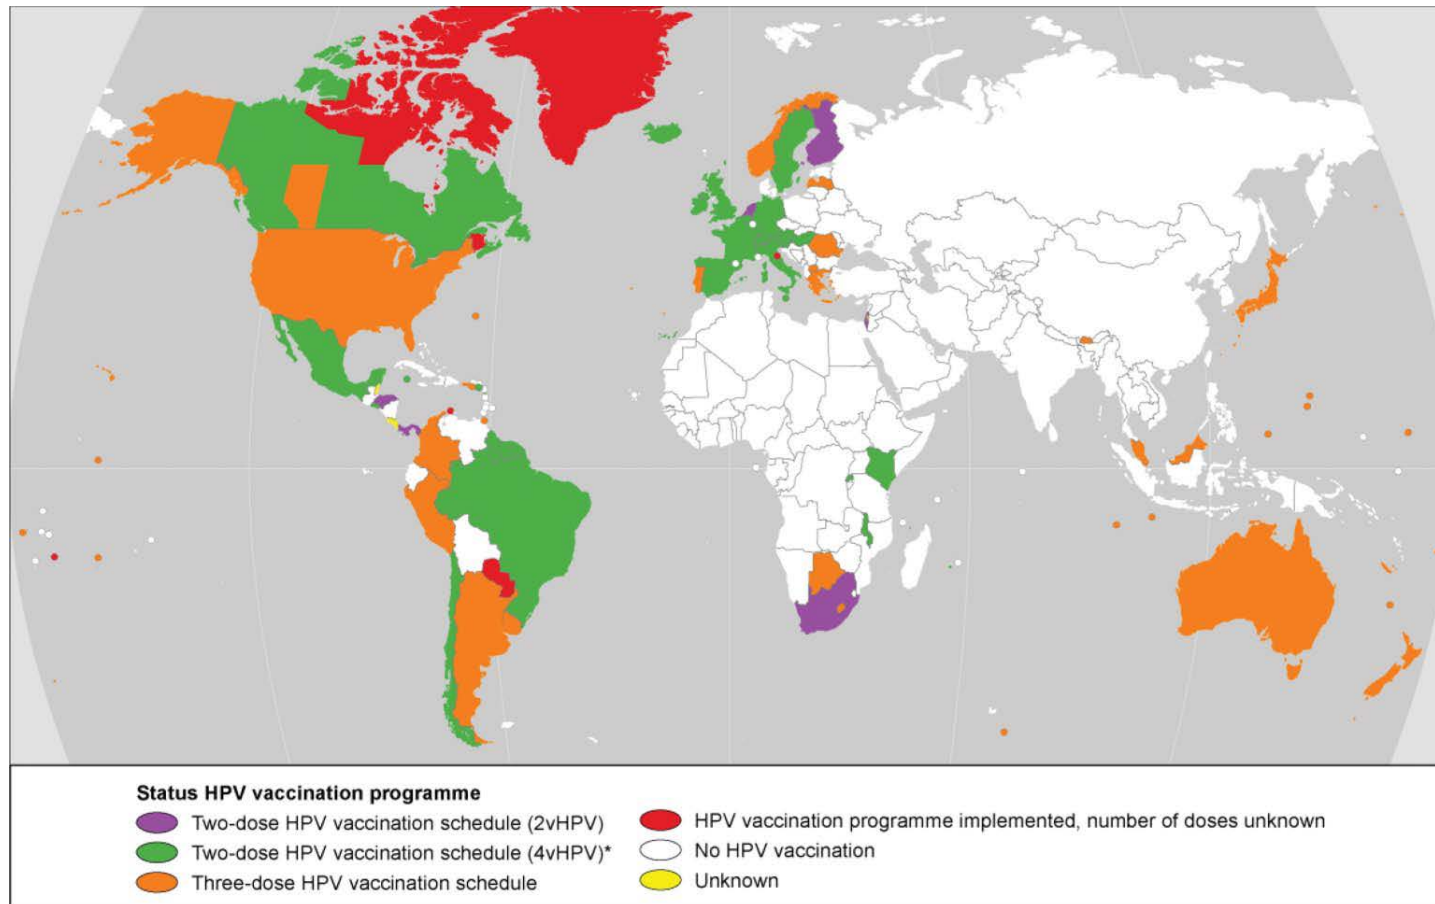 Status HPV vaccination programme
Two-dose HPV vaccination schedule (2vHPV)
Two-dose HPV vaccination schedule (4vHPV)*
Three-dose HPV vaccination schedule
HPV vaccination programme implemented, number of doses unknown
No HPV vaccination
Unknown